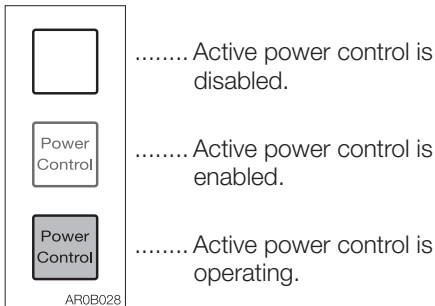 ........ Active power control is
disabled.
Power
Control
........ Active power control is
enabled.
Power
Control
........ Active power control is
operating.
AR0B028